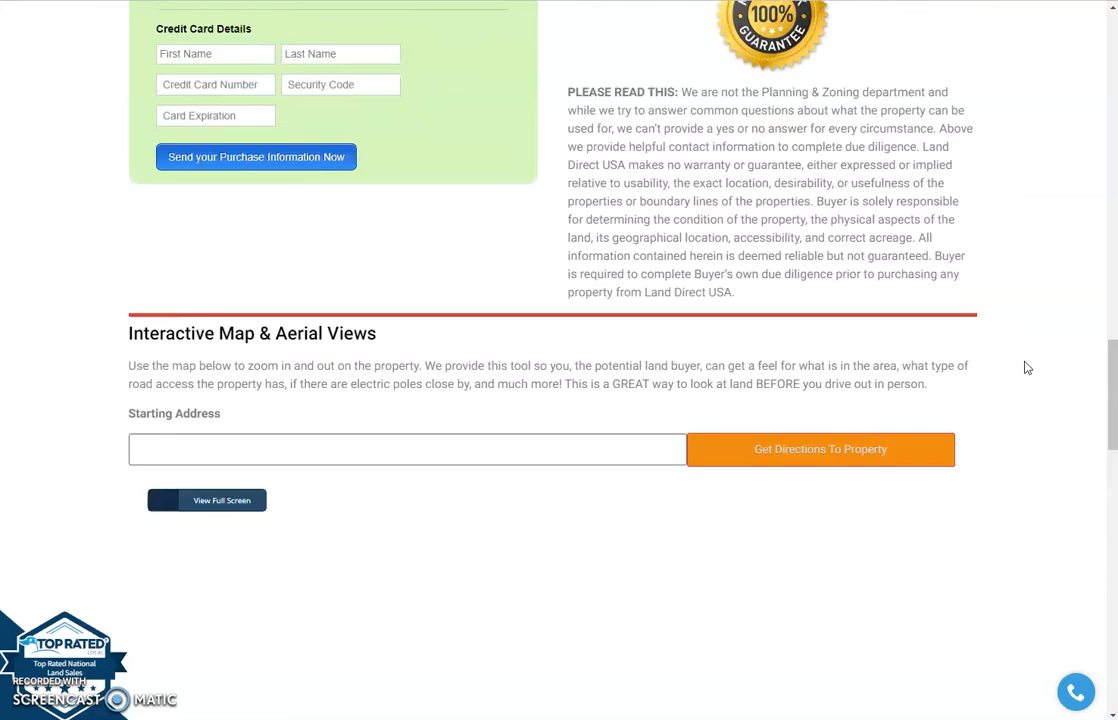 Credit Card Details
First Name Last Name
Credit Card Number Security Code
Card Expiration
Send your Purchase Information Now
100%
GUARANTEE
PLEASE READ THIS: We are not the Planning & Zoning department and
while we try to answer common questions about what the property can be
used for, we can't provide a yes or no answer for every circumstance. Above
we provide helpful contact information to complete due diligence. Land
Direct USA makes no warranty or guarantee, either expressed or implied
relative to usability, the exact location, desirability, or usefulness of the
properties or boundary lines of the properties. Buyer is solely responsible
for determining the condition of the property, the physical aspects of the
land, its geographical location, accessibility, and correct acreage. All
information contained herein is deemed reliable but not guaranteed. Buyer
is required to complete Buyer's own due diligence prior to purchasing any
property from Land Direct USA.
Interactive Map & Aerial Views
Use the map below to zoom in and out on the property. We provide this tool so you, the potential land buyer, can get a feel for what is in the area, what type of
road access the property has, if there are electric poles close by, and much more! This is a GREAT way to look at land BEFORE you drive out in person.
Starting Address
Get Directions To Property
View Full Screen
TOP RATED
Top Rated National
Land Sales
RECORDED WITH
SCREENCAST MATIC